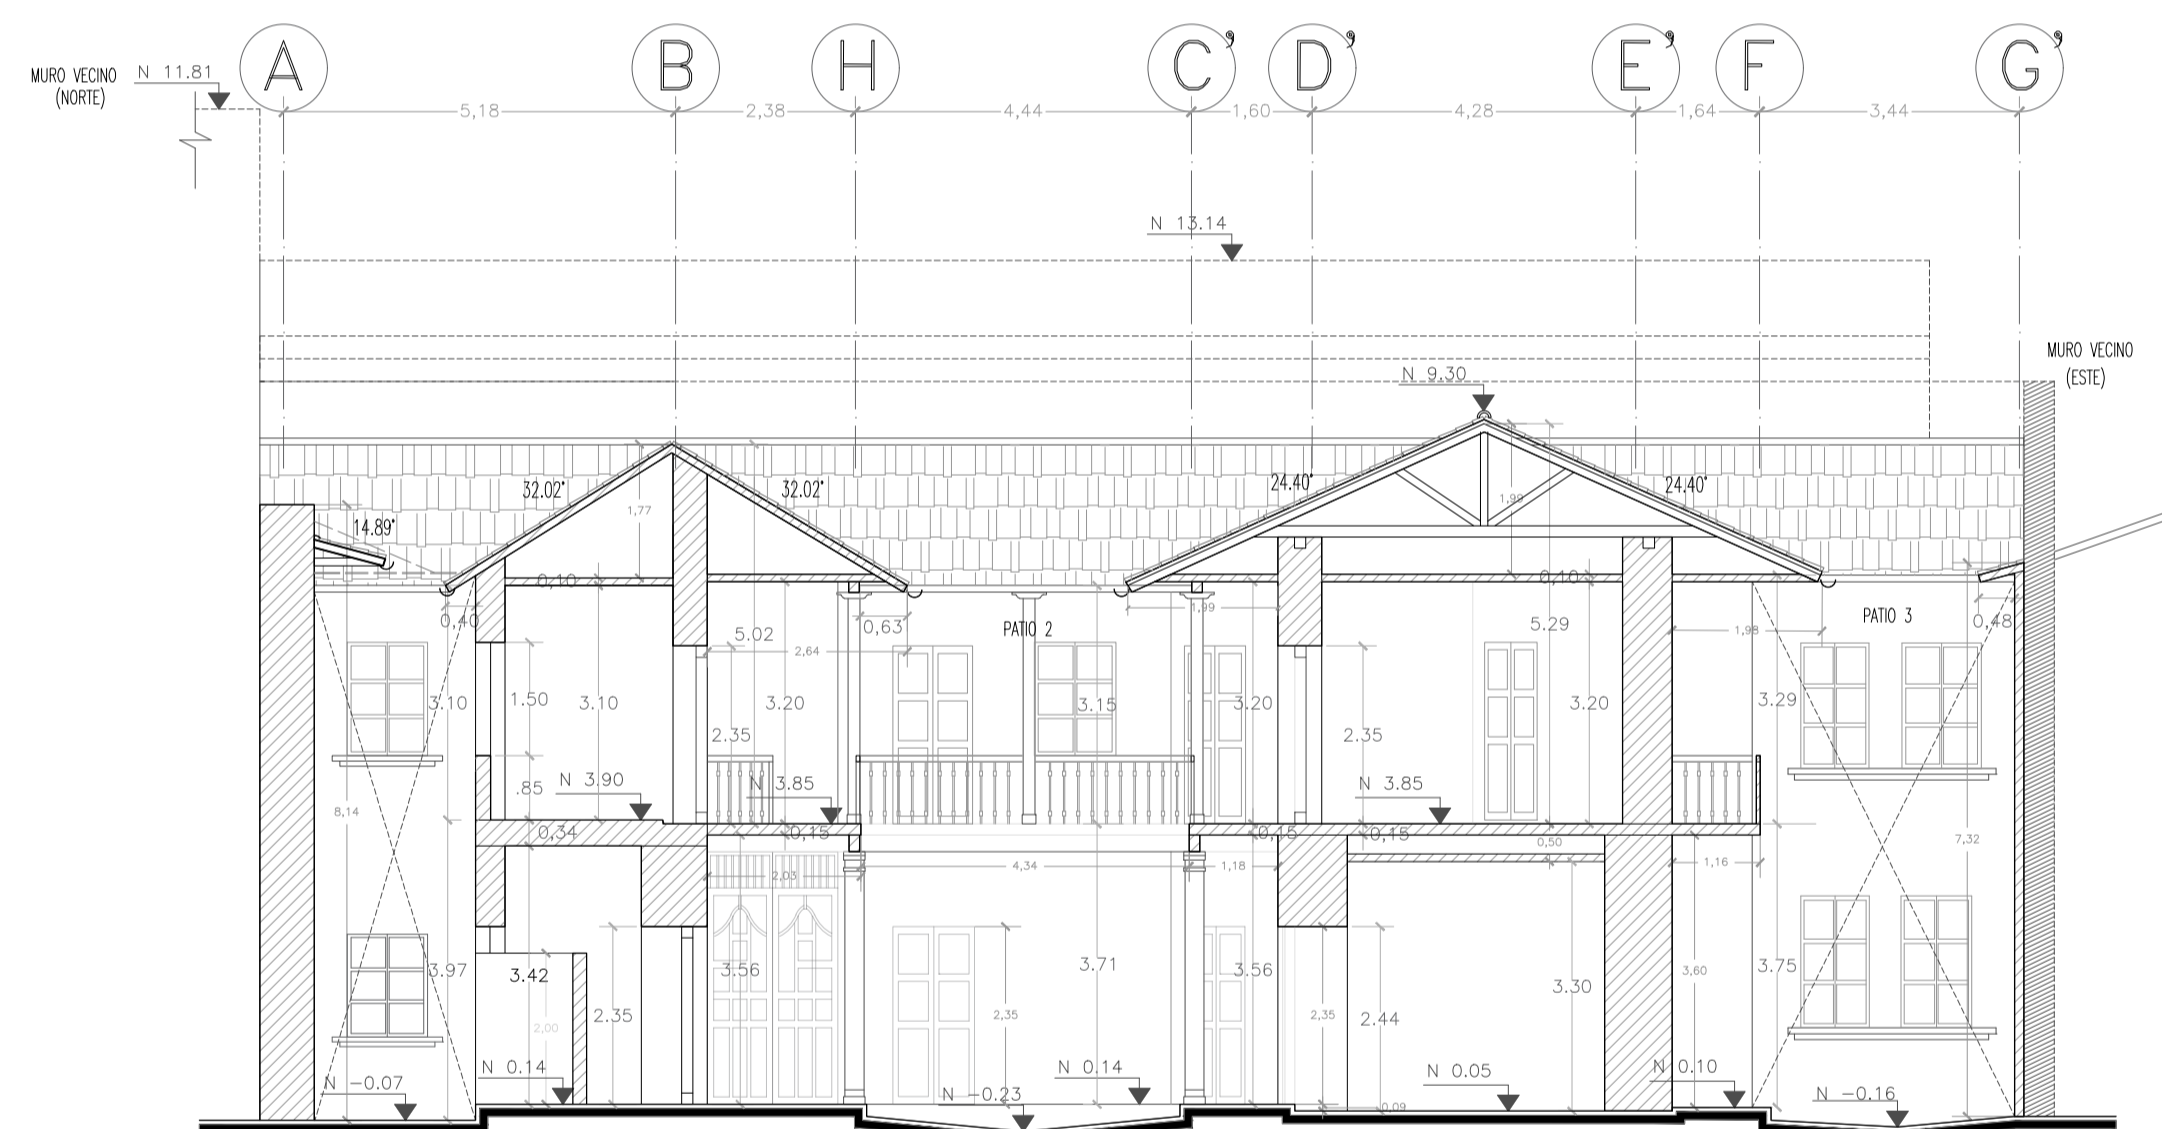 A B H C' D' E' F G'
MURO VECINO
(NORTE)
N 11.81
5,18 2,38 4,44 1,60 4,28 1,64 3,44
N 13.14
MURO VECINO
(ESTE)
N 9.30
32.02° 32.02° 24.40° 24.40°
14.89°
1,77 1,99
0,10 0,10
0,40 0,63 1,99 1,98 0,48
PATIO 2
PATIO 3
5.02 5.29
2,64
3.10 1.50 3.10 3.20 3.15 3.20 3.20 3.29
2.35 2.35
.85 N 3.90 N 3.85 N 3.85
8,14 7,32
0,34 0,15 0,15 0,15 0,50
2,03 4,34 1,18 1,16
3.97 3.42 3.56 3.71 3.56 3,60 3.75
3.30
2,00 2.35 2,35 2,35 2.44
N -0.07 N 0.14 N 0.14 N 0.05 N 0.10
N -0.23 N -0.16
0,09